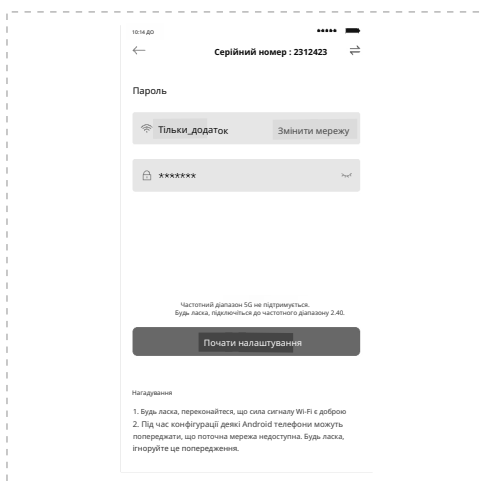 10:14 ДО
Серійний номер : 2312423
Пароль
Тільки_додаток
Змінити мережу
*******
Частотний діапазон 5G не підтримується.
Будь ласка, підключіться до частотного діапазону 2.40.
Почати налаштування
Нагадування
1. Будь ласка, переконайтеся, що сила сигналу Wi-Fi є доброю
2. Під час конфігурації деякі Android телефони можуть
попереджати, що поточна мережа недоступна. Будь ласка,
ігноруйте це попередження.